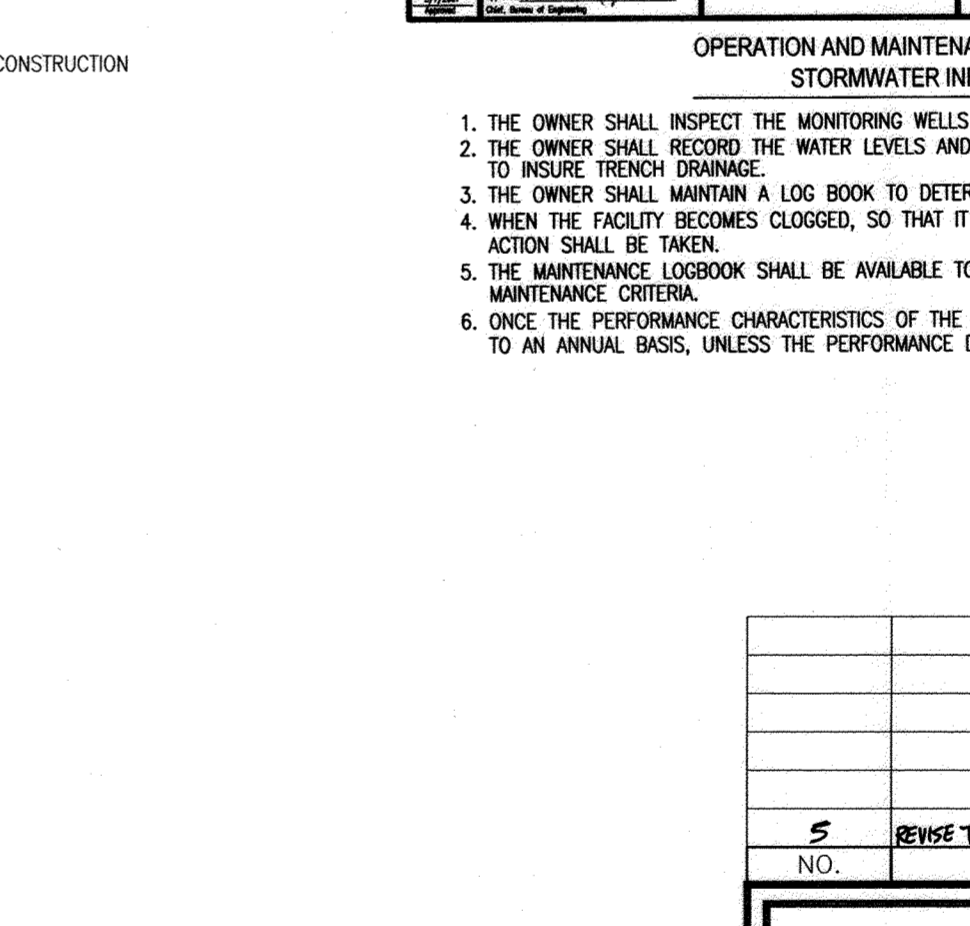 Approved
Chief, Bureau of Engineering
CONSTRUCTION
OPERATION AND MAINTENA
STORMWATER IN
1. THE OWNER SHALL INSPECT THE MONITORING WELLS
2. THE OWNER SHALL RECORD THE WATER LEVELS AND
TO INSURE TRENCH DRAINAGE.
3. THE OWNER SHALL MAINTAIN A LOG BOOK TO DETER
4. WHEN THE FACILITY BECOMES CLOGGED, SO THAT IT
ACTION SHALL BE TAKEN.
5. THE MAINTENANCE LOGBOOK SHALL BE AVAILABLE TO
MAINTENANCE CRITERIA.
6. ONCE THE PERFORMANCE CHARACTERISTICS OF THE
TO AN ANNUAL BASIS, UNLESS THE PERFORMANCE D
5 REVISE T
NO.